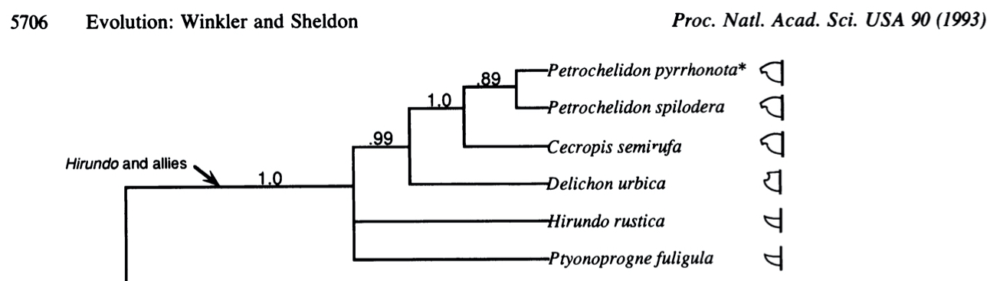 5706 Evolution: Winkler and Sheldon Proc. Natl. Acad. Sci. USA 90 (1993)
.89
Petrochelidon pyrrhonota*
1.0
Petrochelidon spilodera
.99
Cecropis semirufa
Hirundo and allies
1.0
Delichon urbica
Hirundo rustica
Ptyonoprogne fuligula